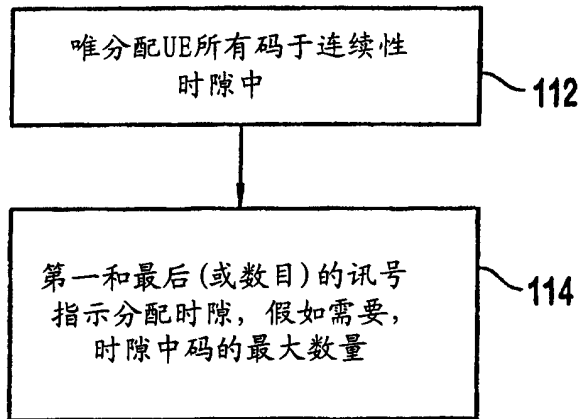 唯分配UE所有码于连续性
时隙中
112
第一和最后(或数目)的讯号
指示分配时隙，假如需要，
时隙中码的最大数量
114